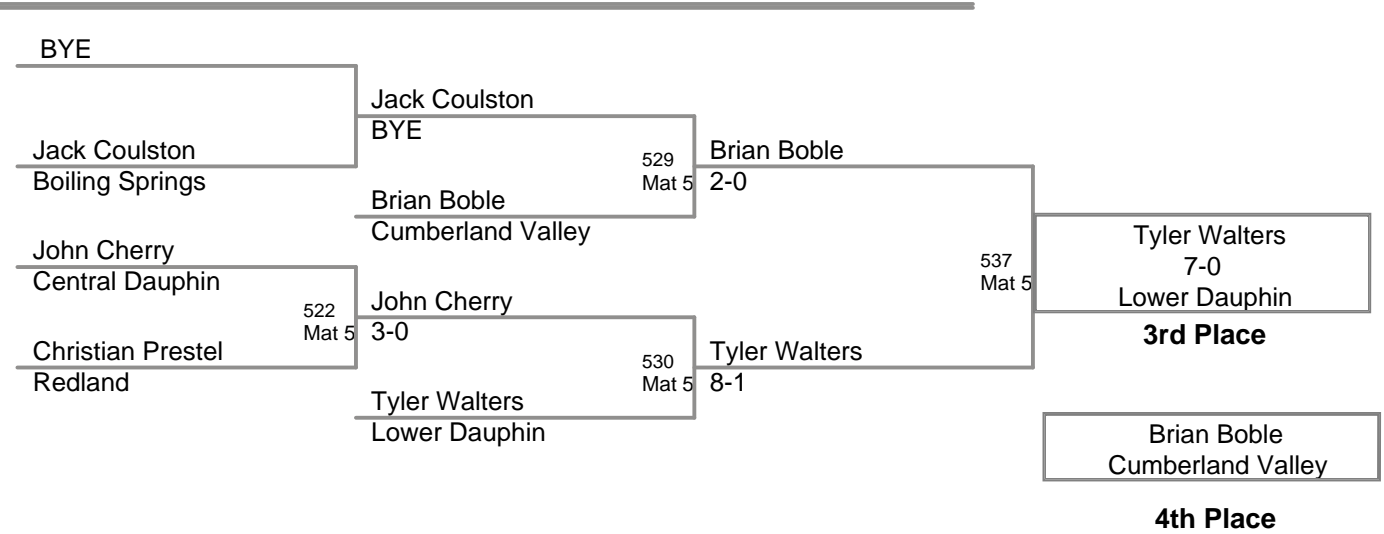 BYE
Jack Coulston
Boiling Springs
John Cherry
Central Dauphin
Christian Prestel
Redland
522
Mat 5
Jack Coulston
BYE
Brian Boble
Cumberland Valley
John Cherry
3-0
Tyler Walters
Lower Dauphin
529
Mat 5
530
Mat 5
Brian Boble
2-0
Tyler Walters
8-1
537
Mat 5
Tyler Walters
7-0
Lower Dauphin
3rd Place
Brian Boble
Cumberland Valley
4th Place